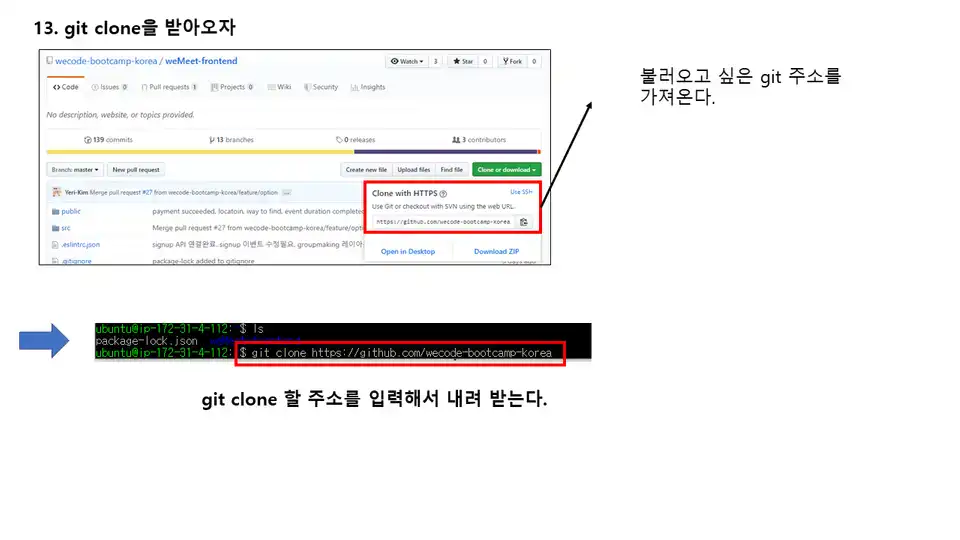 13. git clone을 받아오자
wecode-bootcamp-korea / weMeet-frontend
Watch 3 Star 0 Fork 0
Code Issues 0 Pull requests 1 Projects 0 Wiki Security Insights
No description, website, or topics provided.
139 commits 13 branches 0 releases 3 contributors
Branch: master New pull request Create new file Upload files Find file Clone or download
Yeri-Kim Merge pull request #27 from wecode-bootcamp-korea/feature/option
public payment succeeded, location, way to find, event duration completed
src Merge pull request #27 from wecode-bootcamp-korea/feature/option
.eslintrc.json signup API 연결완료. signup 이벤트 수정필요. groupmaking 레이아
.gitignore package-lock added to gitignore
Clone with HTTPS Use SSH
Use Git or checkout with SVN using the web URL.
https://github.com/wecode-bootcamp-korea
Open in Desktop Download ZIP
불러오고 싶은 git 주소를
가져온다.
ubuntu@ip-172-31-4-112: $ ls
package-lock.json
ubuntu@ip-172-31-4-112: $ git clone https://github.com/wecode-bootcamp-korea
git clone 할 주소를 입력해서 내려 받는다.